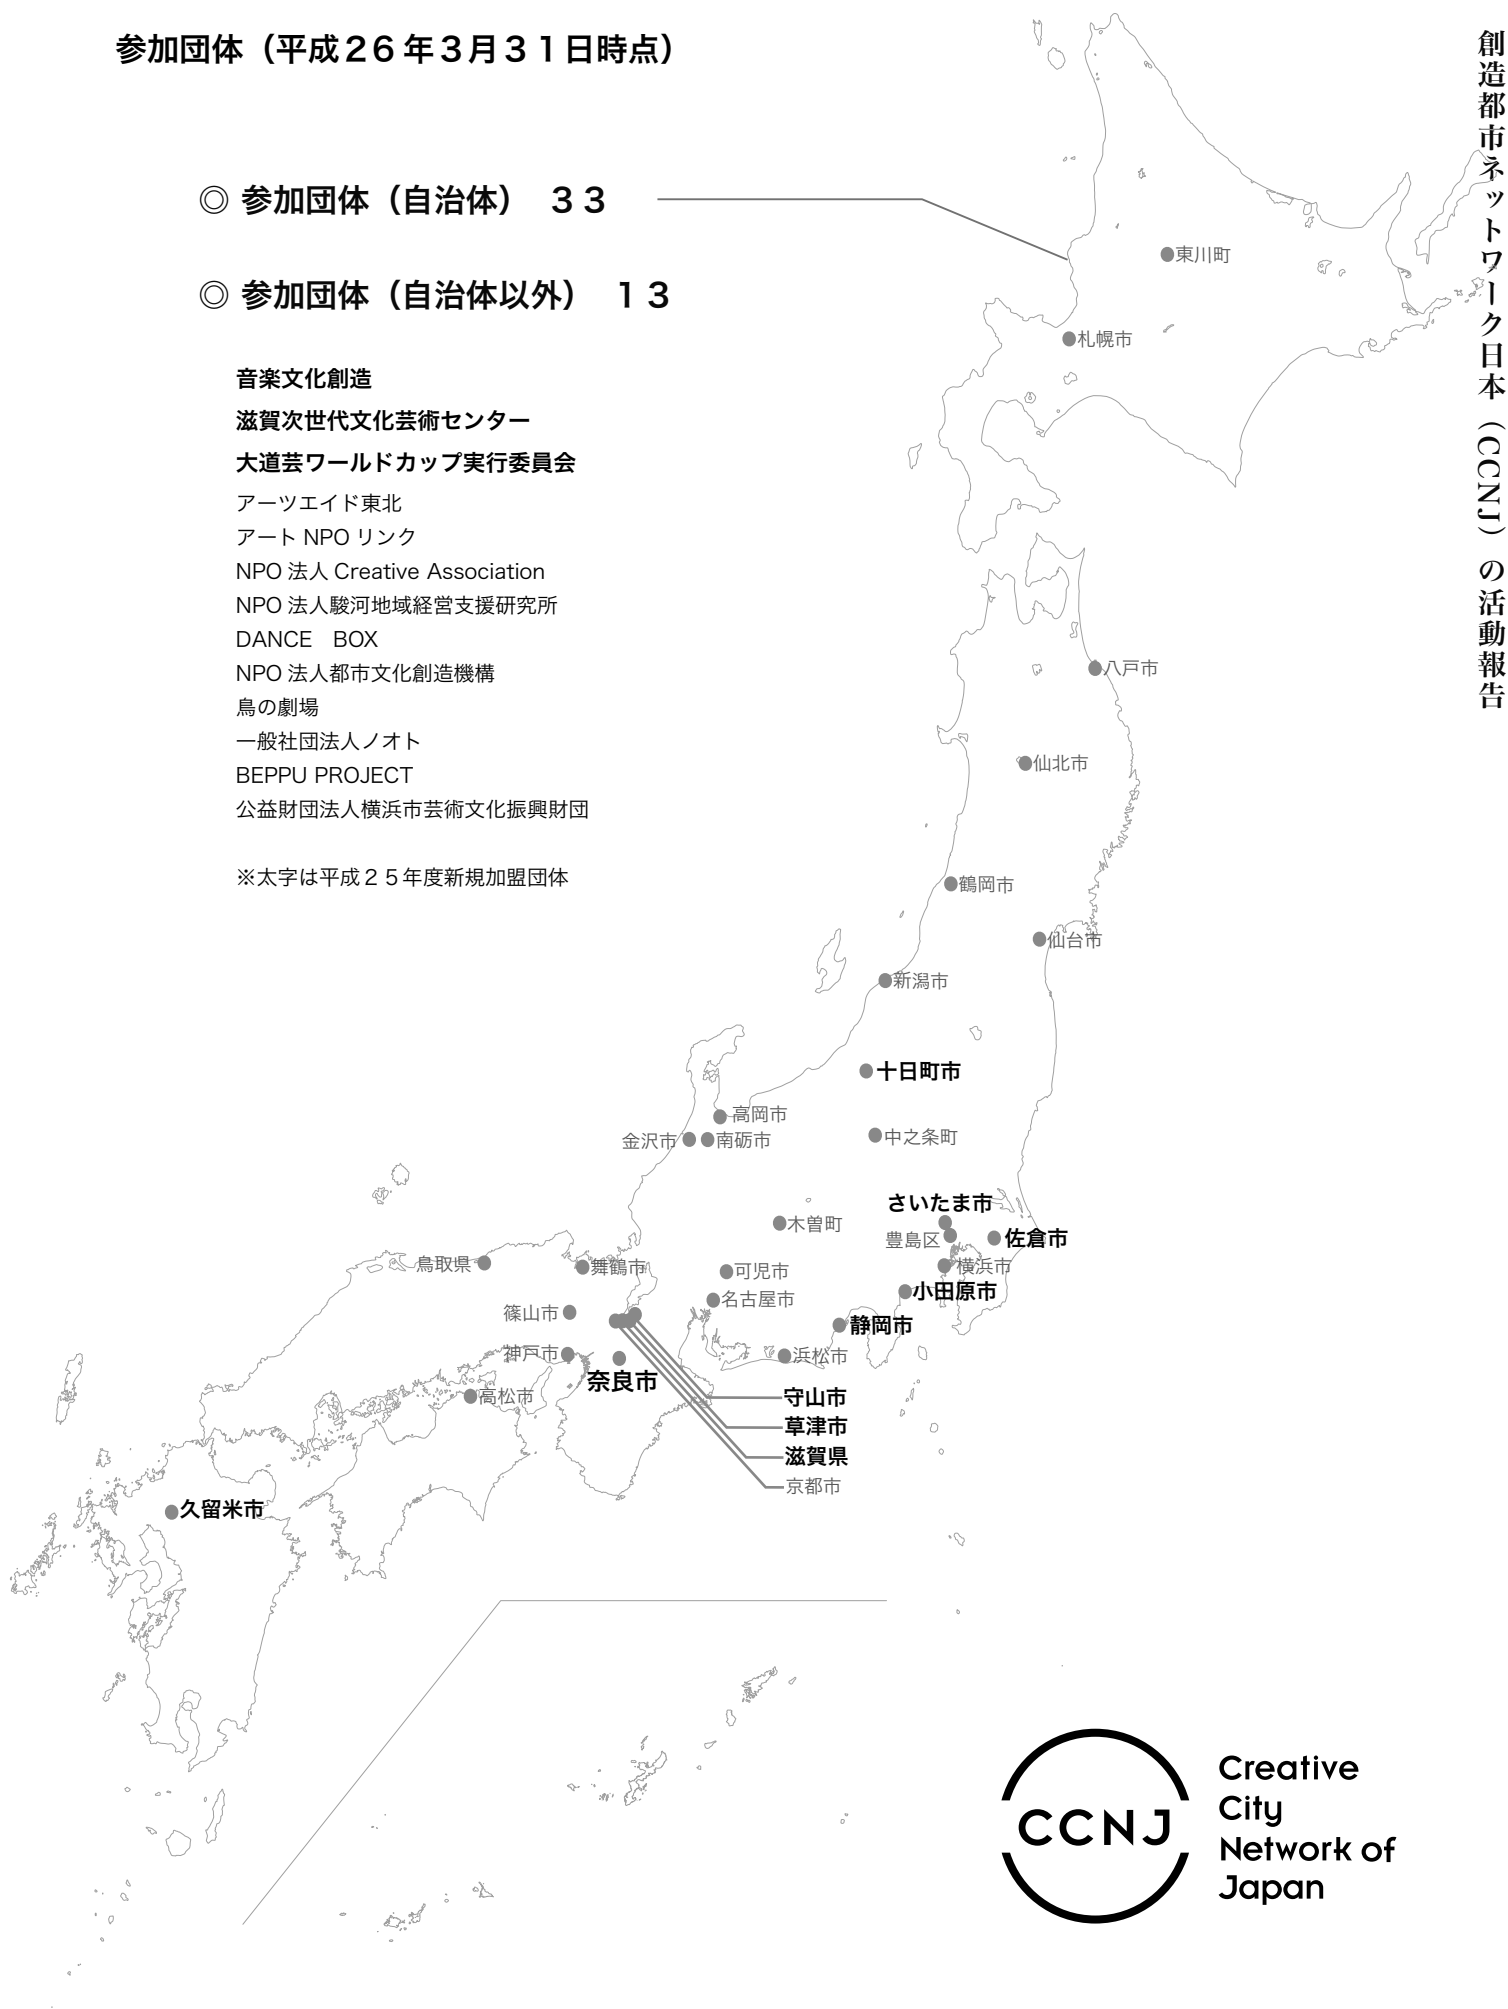 参加団体（平成２６年３月３１日時点）
◎ 参加団体（自治体）　３３
◎ 参加団体（自治体以外）　１３
音楽文化創造
滋賀次世代文化芸術センター
大道芸ワールドカップ実行委員会
アーツエイド東北
アート NPO リンク
NPO 法人 Creative Association
NPO 法人駿河地域経営支援研究所
DANCE　BOX
NPO 法人都市文化創造機構
鳥の劇場
一般社団法人ノオト
BEPPU PROJECT
公益財団法人横浜市芸術文化振興財団
※太字は平成２５年度新規加盟団体
創造都市ネットワーク日本（CCNJ）の活動報告
東川町
札幌市
八戸市
仙北市
鶴岡市
仙台市
新潟市
十日町市
高岡市
金沢市
南砺市
中之条町
さいたま市
木曽町
豊島区
佐倉市
鳥取県
舞鶴市
可児市
横浜市
小田原市
名古屋市
篠山市
静岡市
神戸市
浜松市
奈良市
高松市
守山市
草津市
滋賀県
京都市
久留米市
CCNJ
Creative
City
Network of
Japan